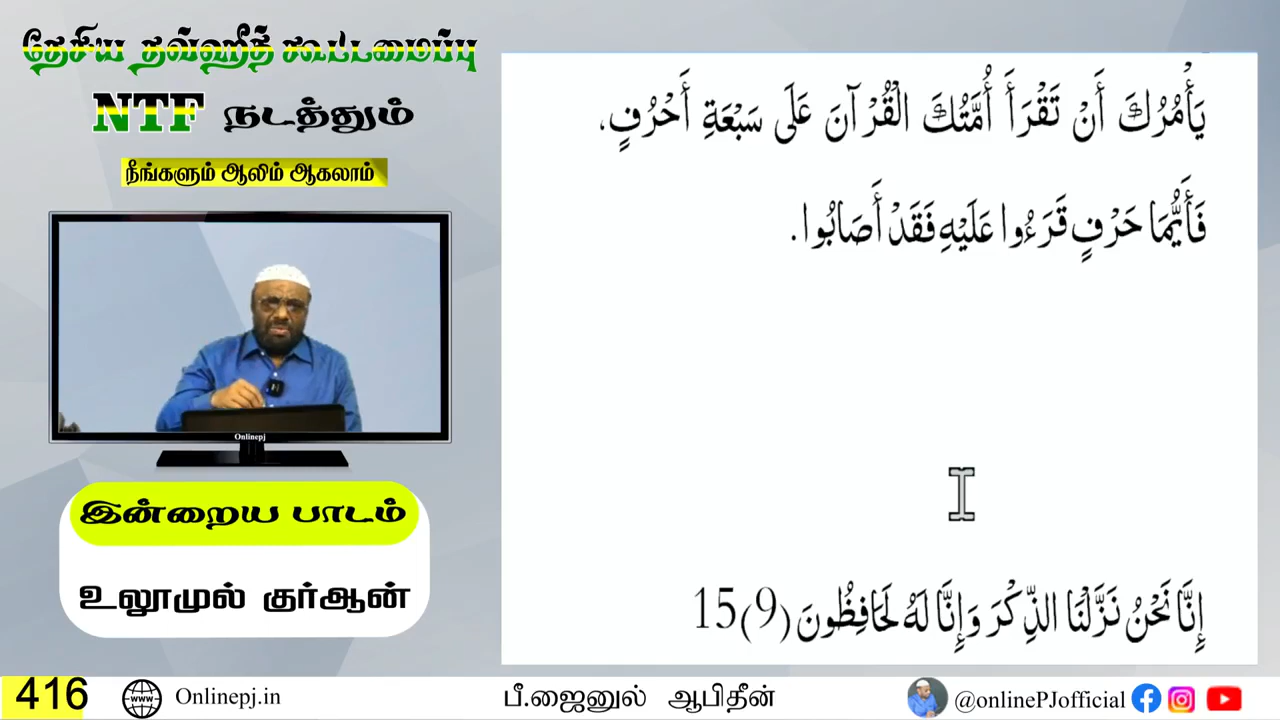 தேசிய தவ்ஹீத் கூட்டமைப்பு
NTF நடத்தும்
நீங்களும் ஆலிம் ஆகலாம்
Onlinepj
இன்றைய பாடம்
உலூமுல் குர்ஆன்
يَأْمُرُكَ أَنْ تَقْرَأَ أُمَّتُكَ الْقُرْآنَ عَلَى سَبْعَةِ أَحْرُفٍ،
فَأَيُّمَا حَرْفٍ قَرَءُوا عَلَيْهِ فَقَدْ أَصَابُوا.
إِنَّا نَحْنُ نَزَّلْنَا الذِّكْرَ وَإِنَّا لَهُ لَحَافِظُونَ (9)15
416
www
Onlinepj.in
பீ.ஜைனுல் ஆபிதீன்
@onlinePJofficial